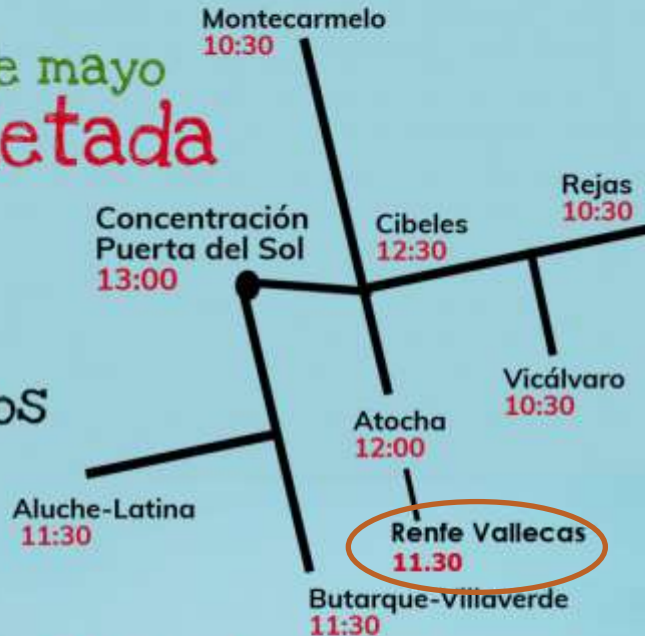 Montecarmelo
10:30
e mayo
etada
Rejas
10:30
Concentración
Puerta del Sol
13:00
Cibeles
12:30
Vicálvaro
10:30
os
Atocha
12:00
Aluche-Latina
11:30
Renfe Vallecas
11.30
Butarque-Villaverde
11:30